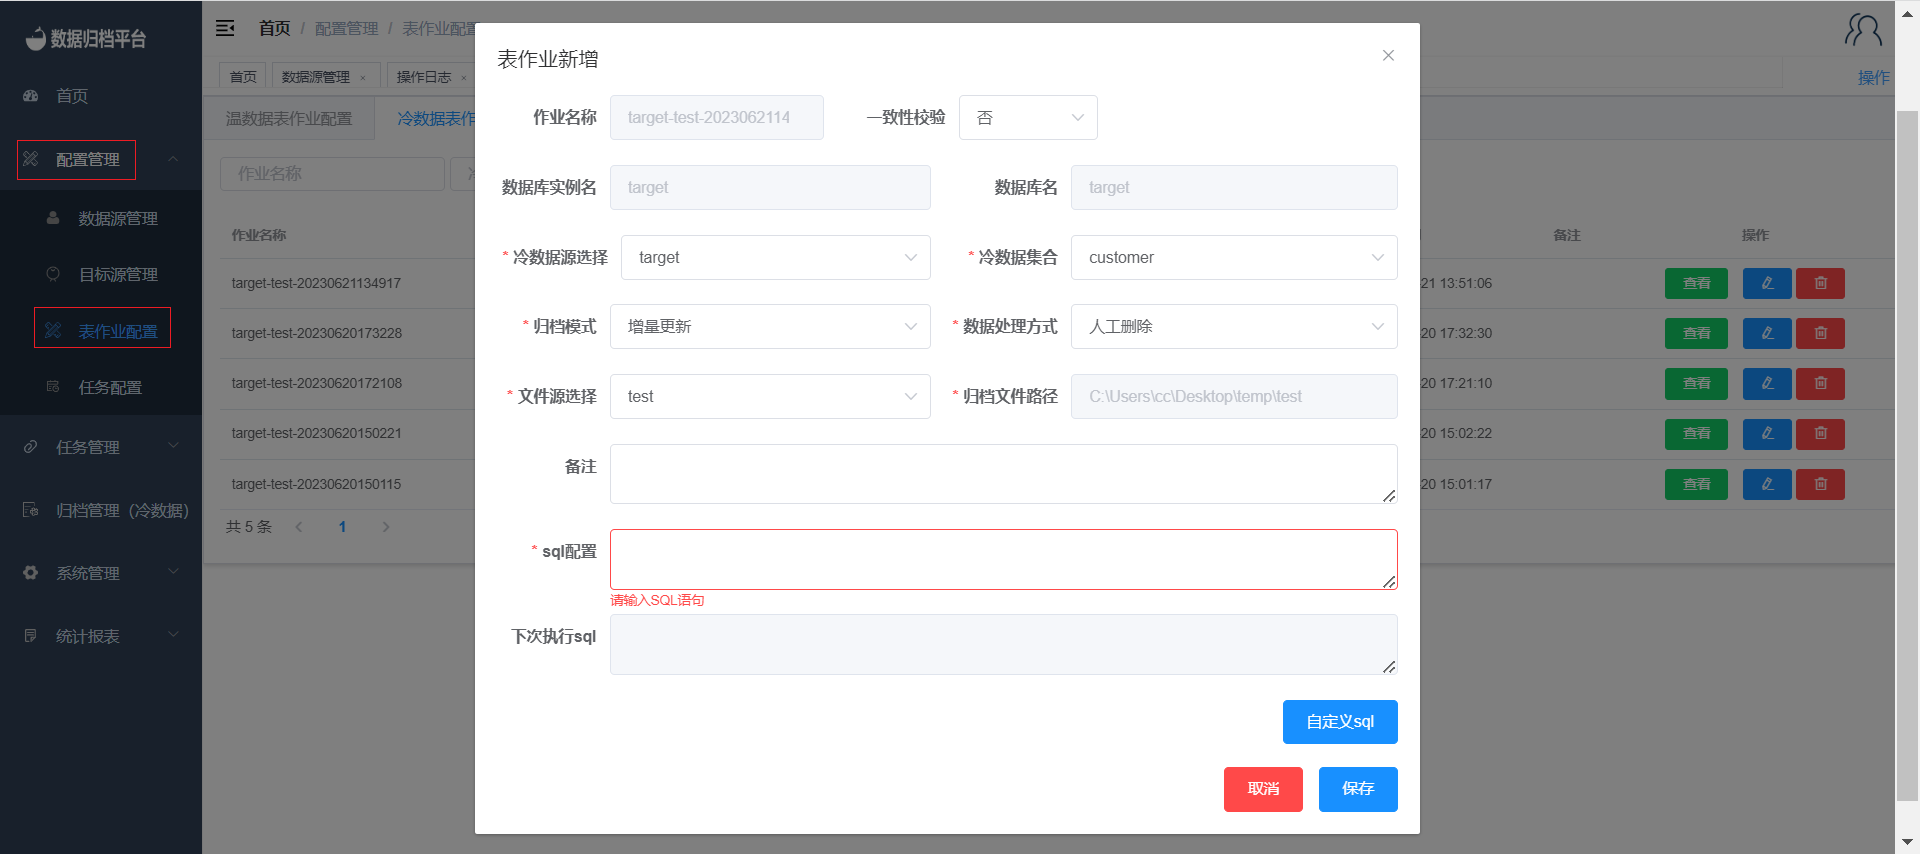 数据归档平台
首页 / 配置管理 / 表作业配置
首页
配置管理
数据源管理
目标源管理
表作业配置
任务配置
任务管理
归档管理（冷数据）
系统管理
统计报表
首页 数据源管理 × 操作日志 × 操作
温数据表作业配置 冷数据表作
作业名称
作业名称 备注 操作
target-test-20230621134917 21 13:51:06 查看
target-test-20230620173228 20 17:32:30 查看
target-test-20230620172108 20 17:21:10 查看
target-test-20230620150221 20 15:02:22 查看
target-test-20230620150115 20 15:01:17 查看
共 5 条 1
表作业新增
作业名称 target-test-2023062114 一致性校验 否
数据库实例名 target 数据库名 target
* 冷数据源选择 target * 冷数据集合 customer
* 归档模式 增量更新 * 数据处理方式 人工删除
* 文件源选择 test * 归档文件路径 C:\Users\cc\Desktop\temp\test
备注
* sql配置
请输入SQL语句
下次执行sql
自定义sql
取消 保存